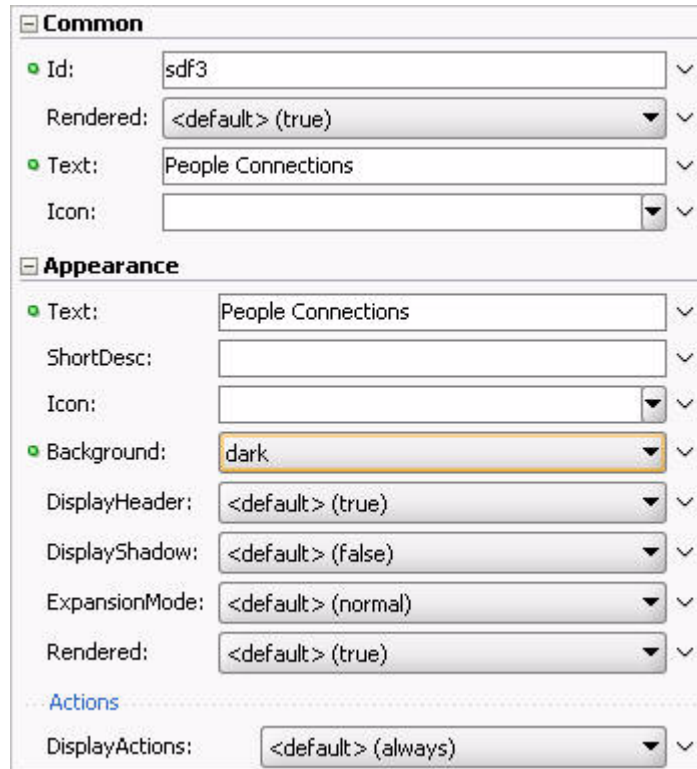 Common
Id: sdf3
Rendered: <default> (true)
Text: People Connections
Icon:
Appearance
Text: People Connections
ShortDesc:
Icon:
Background: dark
DisplayHeader: <default> (true)
DisplayShadow: <default> (false)
ExpansionMode: <default> (normal)
Rendered: <default> (true)
Actions
DisplayActions: <default> (always)